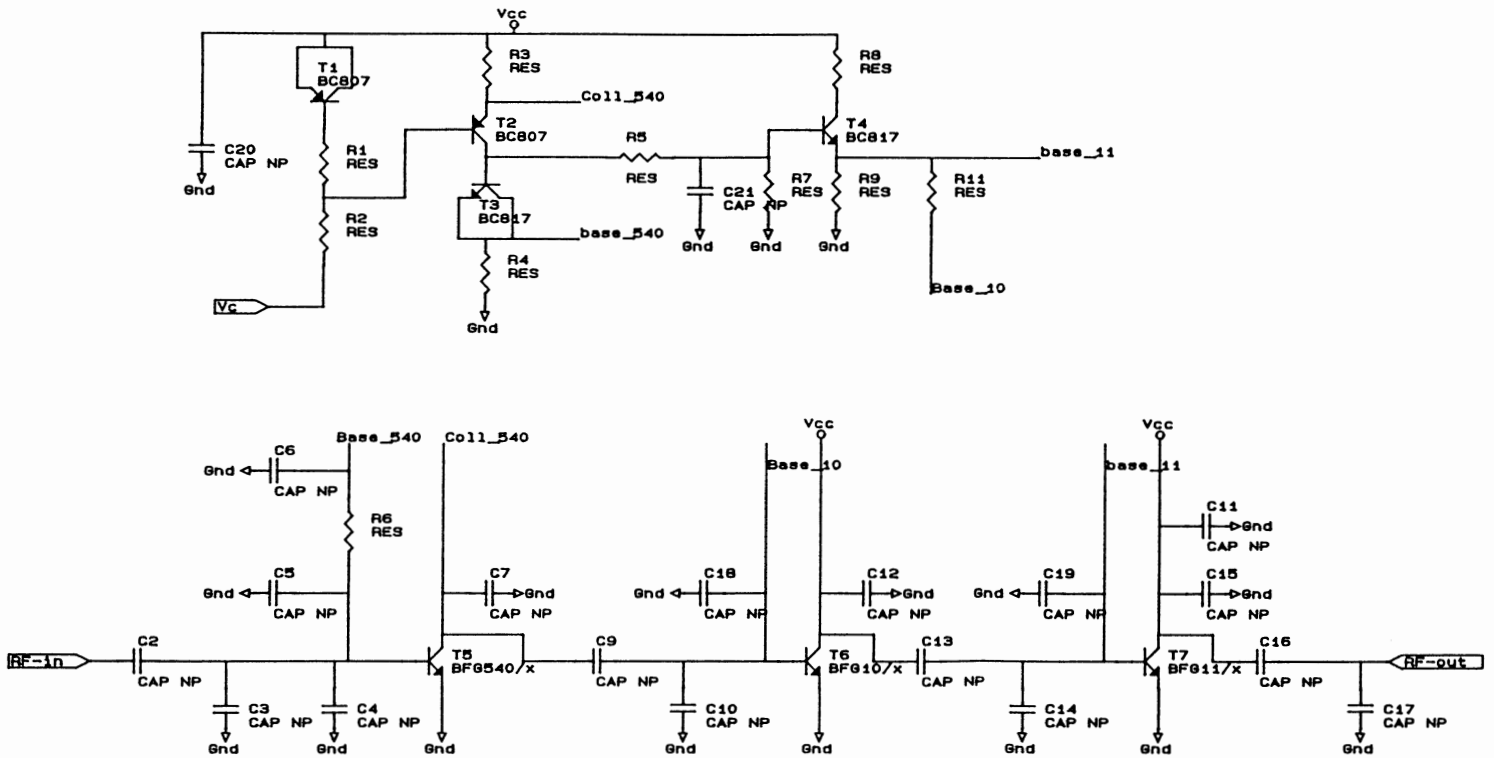 Vcc
T1
BC807
R3
RES
R8
RES
Coll_540
C20
CAP NP
Gnd
R1
RES
T2
BC807
R5
RES
T4
BC817
base_11
C21
CAP NP
R7
RES
R9
RES
R11
RES
T3
BC817
R2
RES
base_540
Gnd
Gnd
Gnd
R4
RES
Base_10
Vc
Gnd
Base_540
Coll_540
Vcc
Vcc
C6
Gnd
CAP NP
Base_10
base_11
R6
RES
C11
Gnd
CAP NP
C5
Gnd
CAP NP
C7
Gnd
CAP NP
C18
Gnd
CAP NP
C12
Gnd
CAP NP
C19
Gnd
CAP NP
C15
Gnd
CAP NP
RF-in
C2
CAP NP
T5
BFG540/x
C9
CAP NP
T6
BFG10/x
C13
CAP NP
T7
BFG11/x
C16
CAP NP
RF-out
C3
CAP NP
C4
CAP NP
C10
CAP NP
C14
CAP NP
C17
CAP NP
Gnd
Gnd
Gnd
Gnd
Gnd
Gnd
Gnd
Gnd